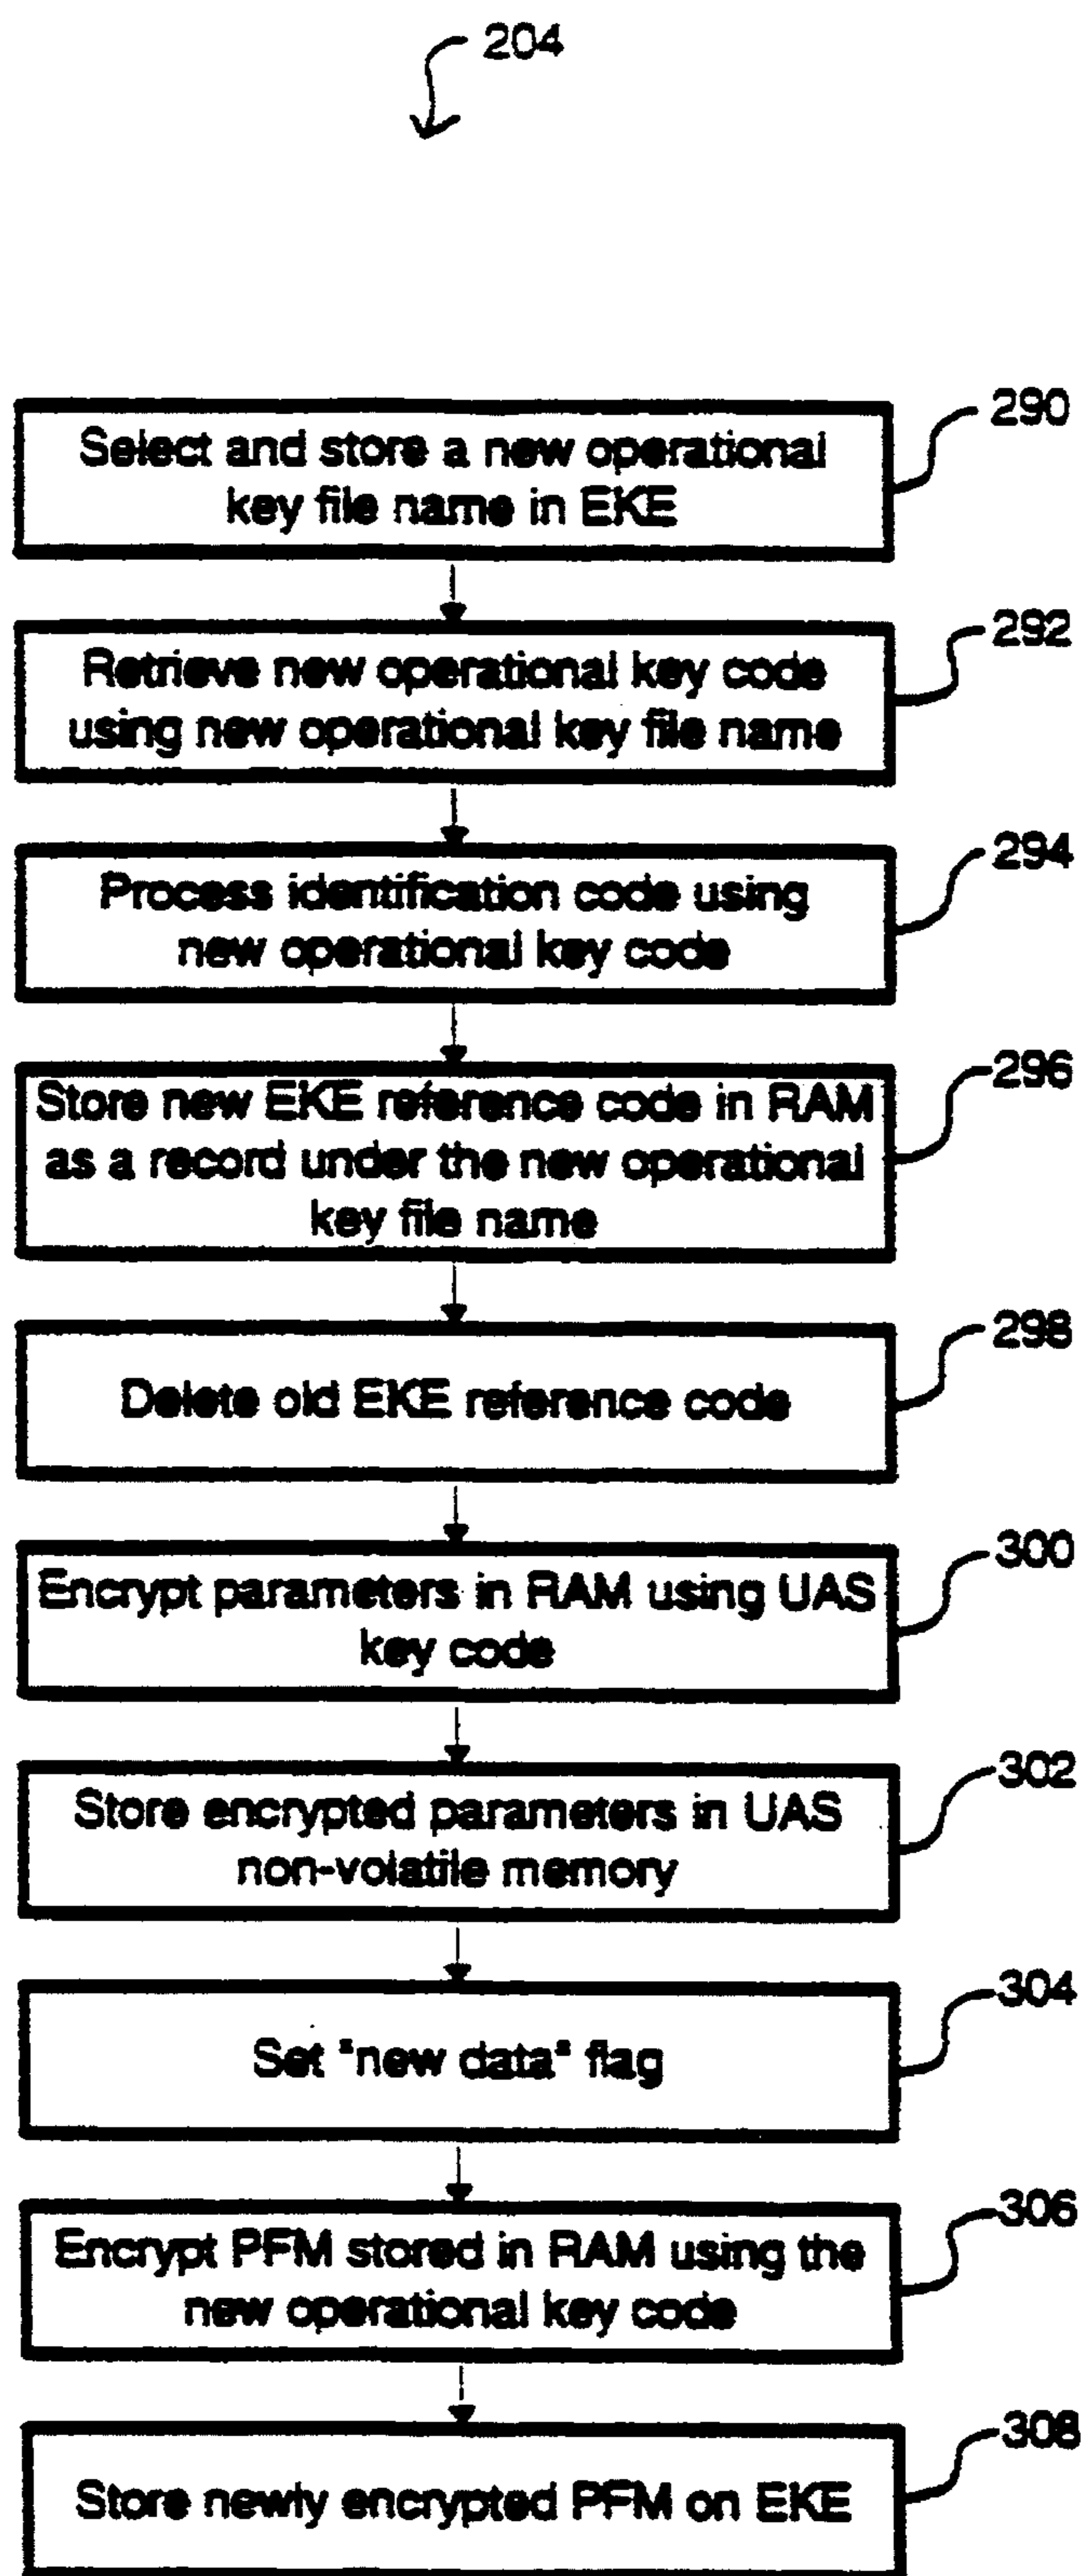 204
290
Select and store a new operational
key file name in EKE
292
Retrieve new operational key code
using new operational key file name
294
Process identification code using
new operational key code
296
Store new EKE reference code in RAM
as a record under the new operational
key file name
298
Delete old EKE reference code
300
Encrypt parameters in RAM using UAS
key code
302
Store encrypted parameters in UAS
non-volatile memory
304
Set "new data" flag
306
Encrypt PFM stored in RAM using the
new operational key code
308
Store newly encrypted PFM on EKE